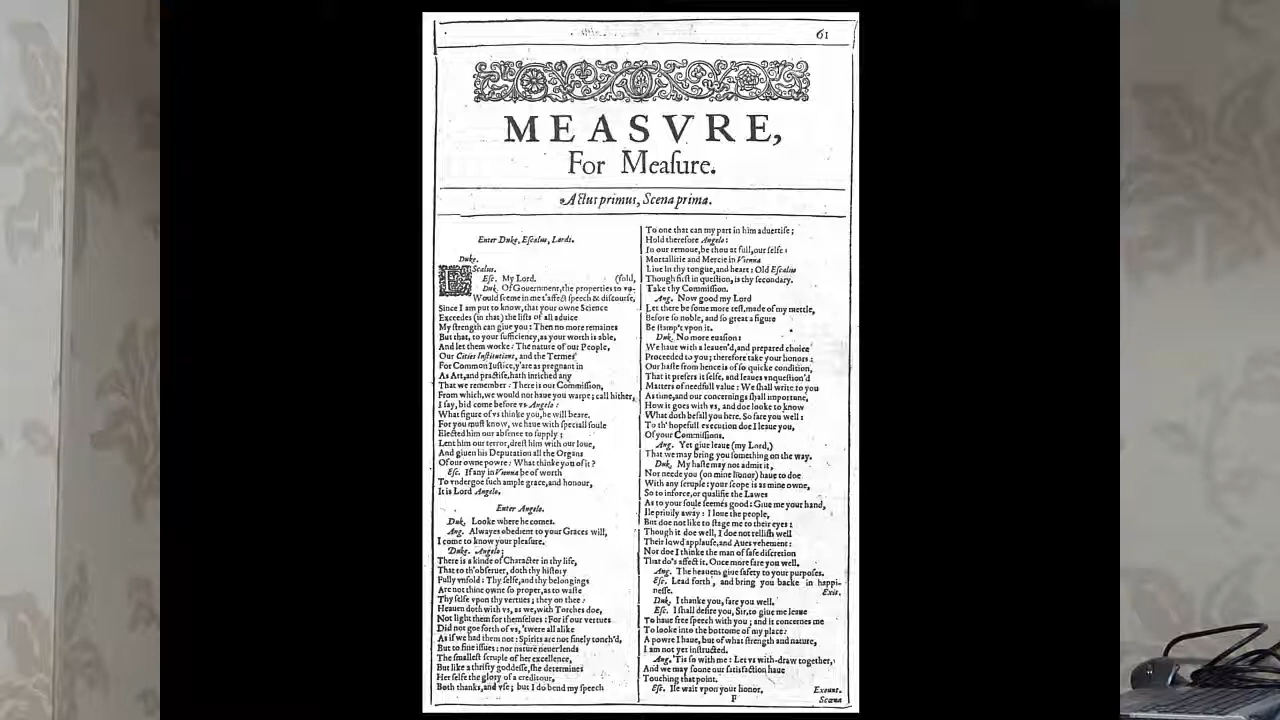 61
MEASVRE,
For Meaſure.
Actus primus, Scena prima.
Enter Duke, Eſcalus, Lords.
Duke.
EScalus.
Eſc. My Lord. (fold,
Duk. Of Government, the properties to vn-
Would ſeeme in me t'affect ſpeech & diſcourſe,
Since I am put to know, that your owne Science
Exceedes (in that) the liſts of all aduice
My ſtrength can giue you: Then no more remaines
But that, to your ſufficiency, as your worth is able,
And let them worke: The nature of our People,
Our Cities Inſtitutions, and the Termes
For Common Iuſtice, y'are as pregnant in
As Art, and practiſe, hath inriched any
That we remember: There is our Commiſſion,
From which, we would not haue you warpe; call hither,
I ſay, bid come before vs Angelo:
What figure of vs thinke you, he will beare.
For you muſt know, we haue with ſpeciall ſoule
Elected him our abſence to ſupply;
Lent him our terror, dreſt him with our loue,
And giuen his Deputation all the Organs
Of our owne powre: What thinke you of it?
Eſc. If any in Vienna be of worth
To vndergoe ſuch ample grace, and honour,
It is Lord Angelo.
Enter Angelo.
Duk. Looke where he comes.
Ang. Alwayes obedient to your Graces will,
I come to know your pleaſure.
Duke. Angelo:
There is a kinde of Character in thy life,
That to th'obſeruer, doth thy hiſtory
Fully vnfold: Thy ſelfe, and thy belongings
Are not thine owne ſo proper, as to waſte
Thy ſelfe vpon thy vertues; they on thee:
Heauen doth with vs, as we, with Torches doe,
Not light them for themſelues: For if our vertues
Did not goe forth of vs, 'twere all alike
As if we had them not: Spirits are not finely touch'd,
But to fine iſſues: nor nature neuer lends
The ſmalleſt ſcruple of her excellence,
But like a thrifty goddeſſe, ſhe determines
Her ſelfe the glory of a creditour,
Both thanks, and vſe; but I do bend my ſpeech
To one that can my part in him aduertiſe;
Hold therefore Angelo:
In our remoue, be thou at full, our ſelfe:
Mortallitie and Mercie in Vienna
Liue in thy tongue, and heart: Old Eſcalus
Though firſt in queſtion, is thy ſecondary.
Take thy Commiſſion.
Ang. Now good my Lord
Let there be ſome more teſt, made of my mettle,
Before ſo noble, and ſo great a figure
Be ſtamp't vpon it.
Duk. No more euaſion:
We haue with a leauen'd, and prepared choice
Proceeded to you; therefore take your honors:
Our haſte from hence is of ſo quicke condition,
That it prefers it ſelfe, and leaues vnqueſtion'd
Matters of needfull value: We ſhall write to you
As time, and our concernings ſhall importune,
How it goes with vs, and doe looke to know
What doth befall you here. So fare you well:
To th' hopefull execution doe I leaue you,
Of your Commiſſions.
Ang. Yet giue leaue (my Lord,)
That we may bring you ſomething on the way.
Duk. My haſte may not admit it,
Nor neede you (on mine honor) haue to doe
With any ſcruple: your ſcope is as mine owne,
So to inforce, or qualifie the Lawes
As to your ſoule ſeemes good: Giue me your hand,
Ile priuily away: I loue the people,
But doe not like to ſtage me to their eyes:
Though it doe well, I doe not relliſh well
Their lowd applauſe, and Aues vehement:
Nor doe I thinke the man of ſafe diſcretion
That do's affect it. Once more fare you well.
Ang. The heauens giue ſafety to your purpoſes.
Eſc. Lead forth, and bring you backe in happi-
neſſe. Exit.
Duk. I thanke you, fare you well.
Eſc. I ſhall deſire you, Sir, to giue me leaue
To haue free ſpeech with you; and it concernes me
To looke into the bottome of my place:
A powre I haue, but of what ſtrength and nature,
I am not yet inſtructed.
Ang. 'Tis ſo with me: Let vs with-draw together,
And we may ſoone our ſatisfaction haue
Touching that point.
Eſc. Ile wait vpon your honor. Exeunt.
F Scæna